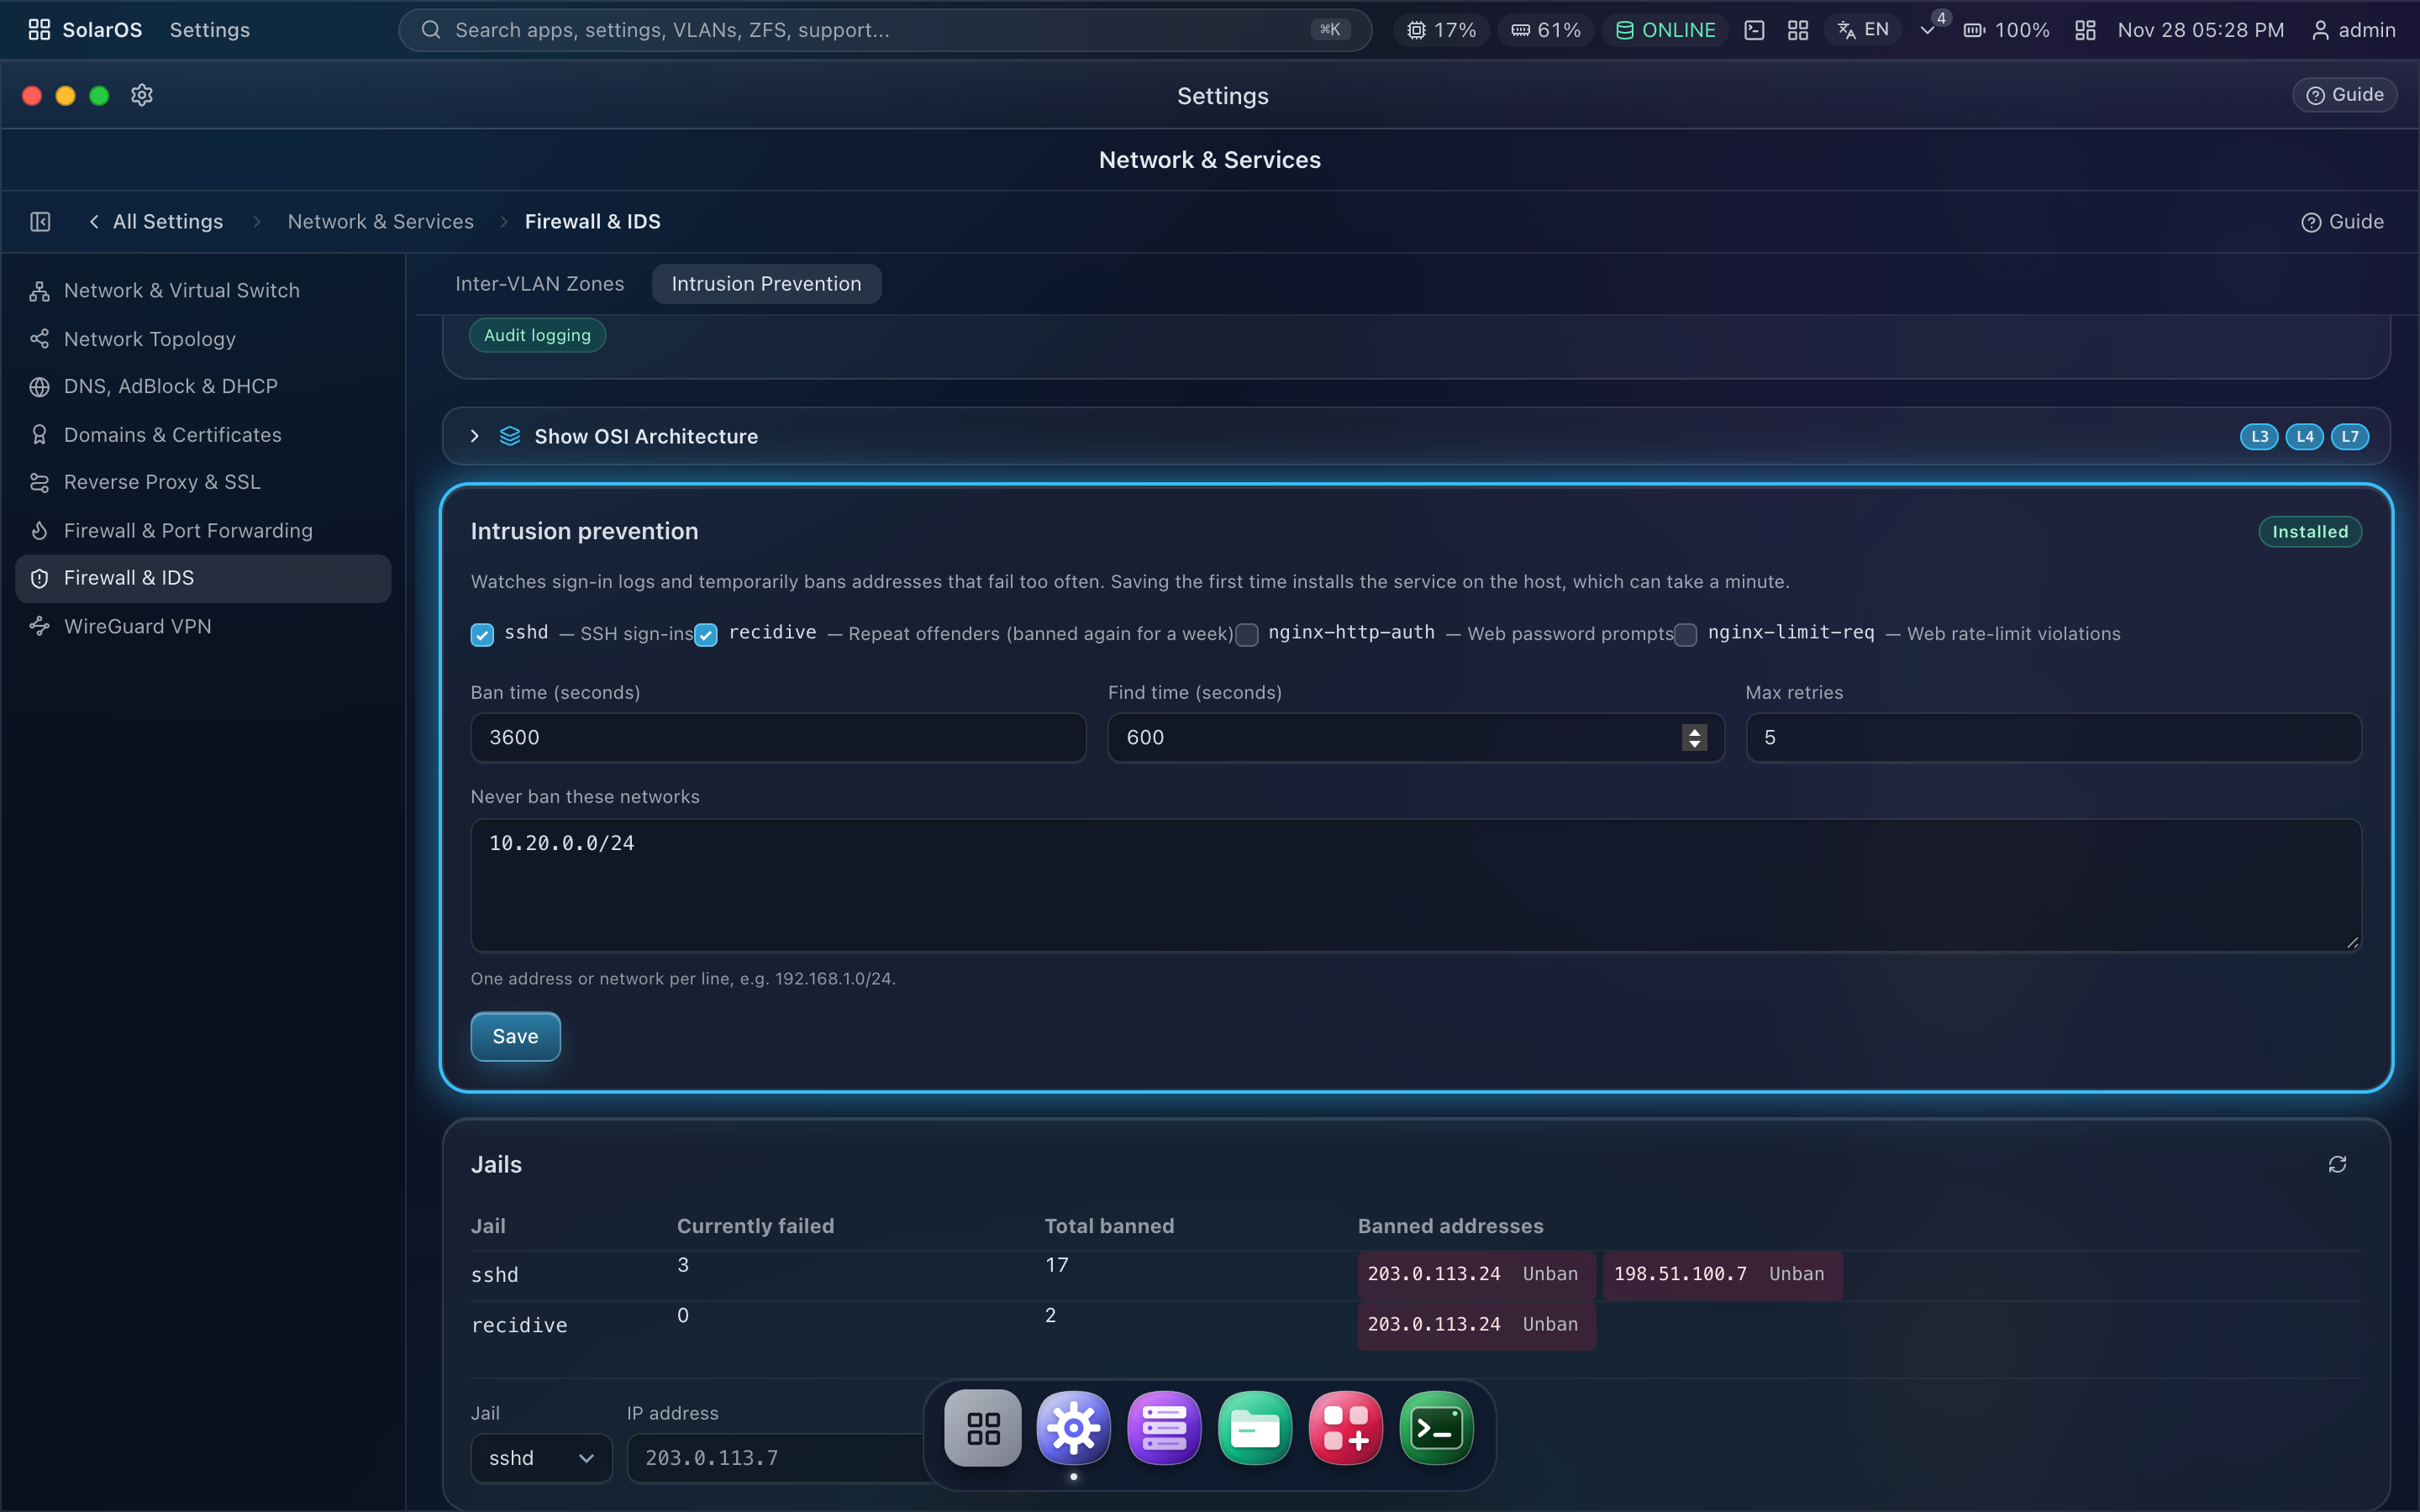 SolarOS Settings Search apps, settings, VLANs, ZFS, support... ⌘K 17% 61% ONLINE EN 4 100% Nov 28 05:28 PM admin
Settings Guide
Network & Services
All Settings Network & Services Firewall & IDS Guide
Network & Virtual Switch
Network Topology
DNS, AdBlock & DHCP
Domains & Certificates
Reverse Proxy & SSL
Firewall & Port Forwarding
Firewall & IDS
WireGuard VPN
Inter-VLAN Zones Intrusion Prevention
Audit logging
Show OSI Architecture L3 L4 L7
Intrusion prevention Installed
Watches sign-in logs and temporarily bans addresses that fail too often. Saving the first time installs the service on the host, which can take a minute.
sshd — SSH sign-ins recidive — Repeat offenders (banned again for a week) nginx-http-auth — Web password prompts nginx-limit-req — Web rate-limit violations
Ban time (seconds) Find time (seconds) Max retries
3600 600 5
Never ban these networks
10.20.0.0/24
One address or network per line, e.g. 192.168.1.0/24.
Save
Jails
Jail Currently failed Total banned Banned addresses
sshd 3 17 203.0.113.24 Unban 198.51.100.7 Unban
recidive 0 2 203.0.113.24 Unban
Jail IP address
sshd 203.0.113.7